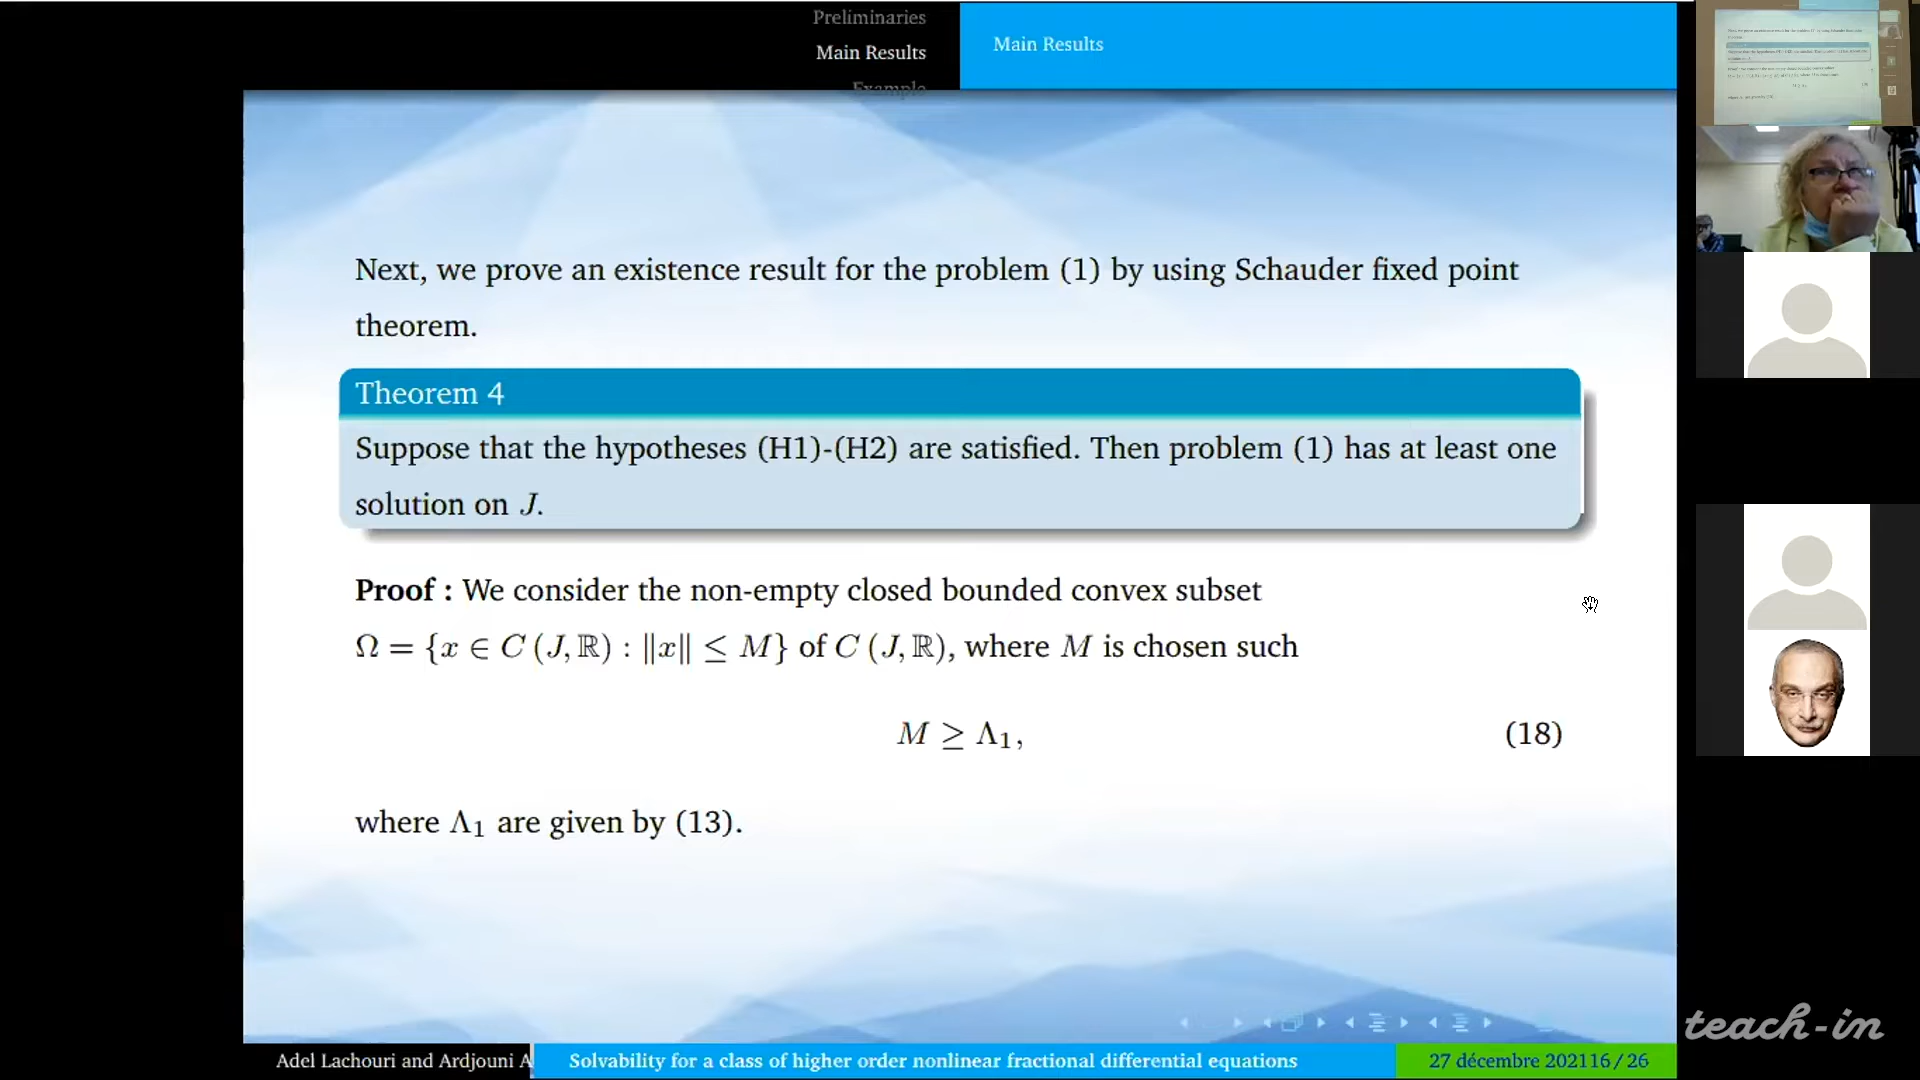 Preliminaries
Main Results
Example
Main Results
Next, we prove an existence result for the problem (1) by using Schauder fixed point
theorem.
Theorem 4
Suppose that the hypotheses (H1)-(H2) are satisfied. Then problem (1) has at least one
solution on J.
Proof : We consider the non-empty closed bounded convex subset
Ω = {x ∈ C (J, ℝ) : ‖x‖ ≤ M} of C (J, ℝ), where M is chosen such
M ≥ Λ₁, (18)
where Λ₁ are given by (13).
teach-in
Adel Lachouri and Ardjouni A
Solvability for a class of higher order nonlinear fractional differential equations
27 décembre 202116 / 26